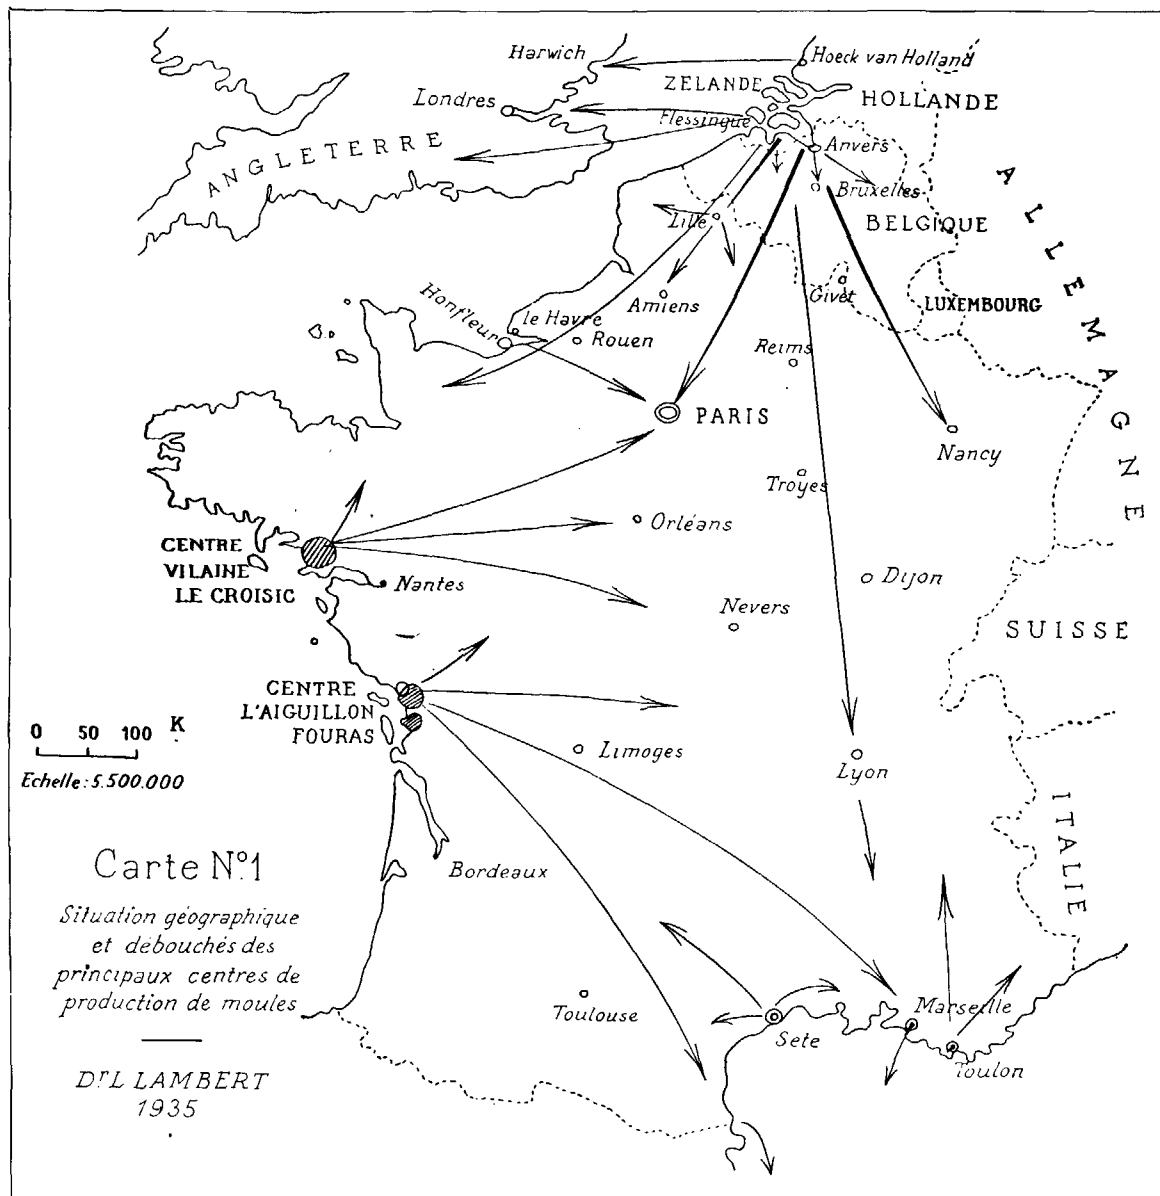 Harwich
Hoeck van Holland
ZELANDE
HOLLANDE
Londres
Flessingue
ANGLETERRE
Anvers
Bruxelles
ALLEMAGNE
Lille
BELGIQUE
Givet
LUXEMBOURG
Amiens
Honfleur
le Havre
Rouen
Reims
PARIS
Nancy
Troyes
Orléans
CENTRE
VILAINE
LE CROISIC
Nantes
Dijon
Nevers
SUISSE
CENTRE
L'AIGUILLON
FOURAS
0 50 100 K
Echelle: 5.500.000
Limoges
Lyon
ITALIE
Carte N°1
Bordeaux
Situation géographique
et débouchés des
principaux centres de
production de moules
Toulouse
Sete
Marseille
Toulon
Dr L LAMBERT
1935